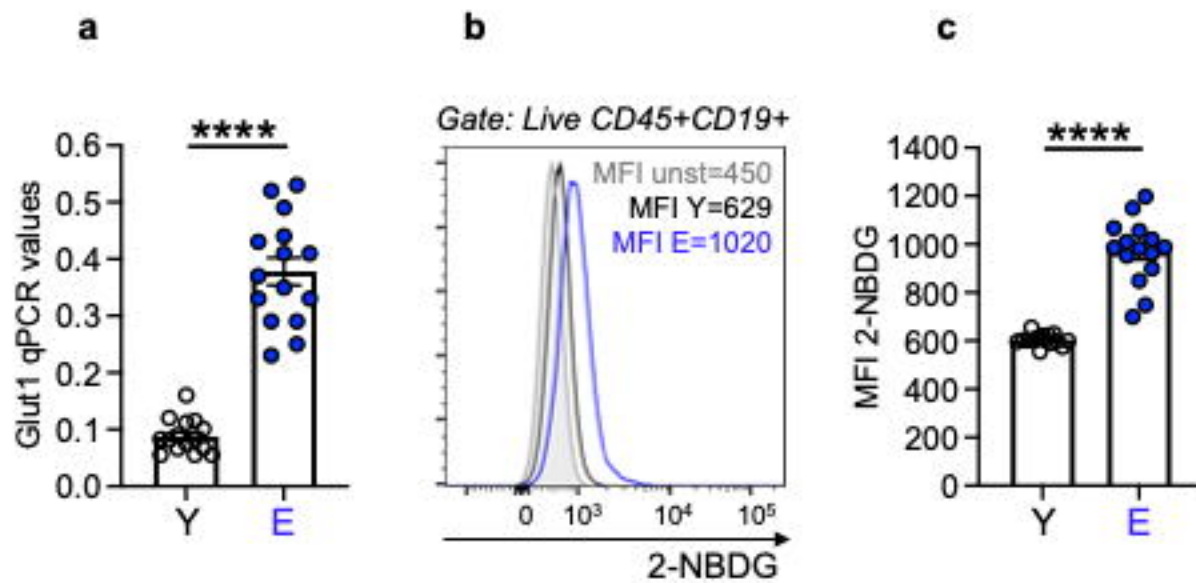 a
b
c
****
Glut1 qPCR values
0.6
0.5
0.4
0.3
0.2
0.1
0.0
Y
E
Gate: Live CD45+CD19+
MFI unst=450
MFI Y=629
MFI E=1020
0
10³
10⁴
10⁵
2-NBDG
****
MFI 2-NBDG
1400
1200
1000
800
600
400
200
0
Y
E